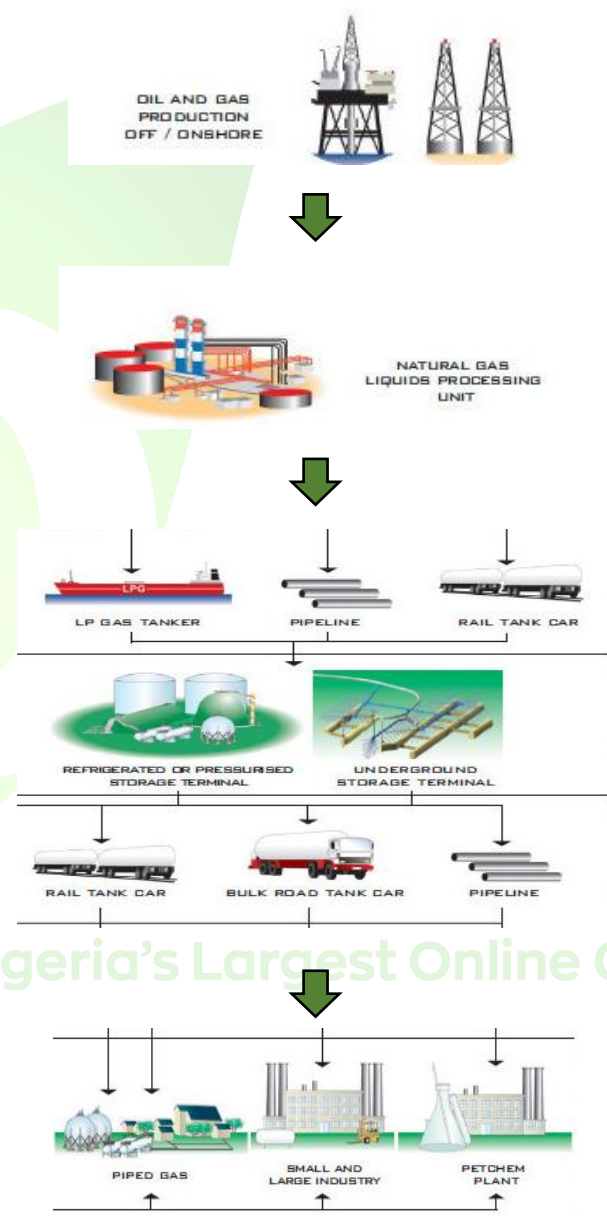 OIL AND GAS
PRODUCTION
OFF / ONSHORE
NATURAL GAS
LIQUIDS PROCESSING
UNIT
LPG
LP GAS TANKER
PIPELINE
RAIL TANK CAR
REFRIGERATED OR PRESSURISED
STORAGE TERMINAL
UNDERGROUND
STORAGE TERMINAL
RAIL TANK CAR
BULK ROAD TANK CAR
PIPELINE
geria's Largest Online
PIPED GAS
SMALL AND
LARGE INDUSTRY
PETCHEM
PLANT